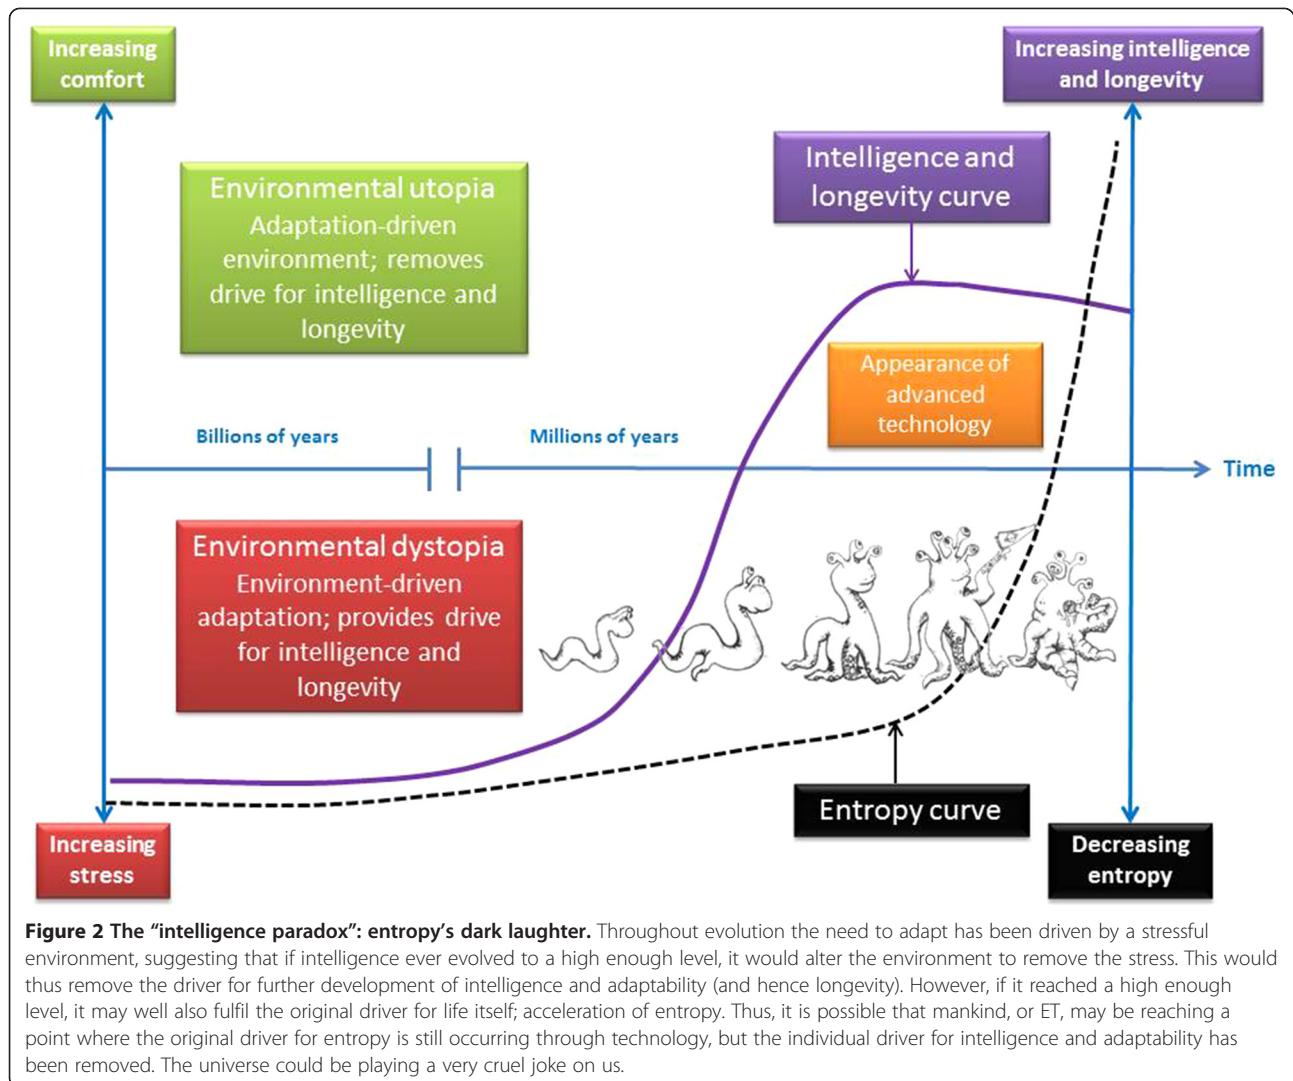 Increasing
comfort
Increasing intelligence
and longevity
Intelligence and
longevity curve
Environmental utopia
Adaptation-driven
environment; removes
drive for intelligence and
longevity
Appearance of
advanced
technology
Billions of years
Millions of years
Time
Environmental dystopia
Environment-driven
adaptation; provides drive
for intelligence and
longevity
Entropy curve
Increasing
stress
Decreasing
entropy
Figure 2 The “intelligence paradox”: entropy’s dark laughter. Throughout evolution the need to adapt has been driven by a stressful
environment, suggesting that if intelligence ever evolved to a high enough level, it would alter the environment to remove the stress. This would
thus remove the driver for further development of intelligence and adaptability (and hence longevity). However, if it reached a high enough
level, it may well also fulfil the original driver for life itself; acceleration of entropy. Thus, it is possible that mankind, or ET, may be reaching a
point where the original driver for entropy is still occurring through technology, but the individual driver for intelligence and adaptability has
been removed. The universe could be playing a very cruel joke on us.